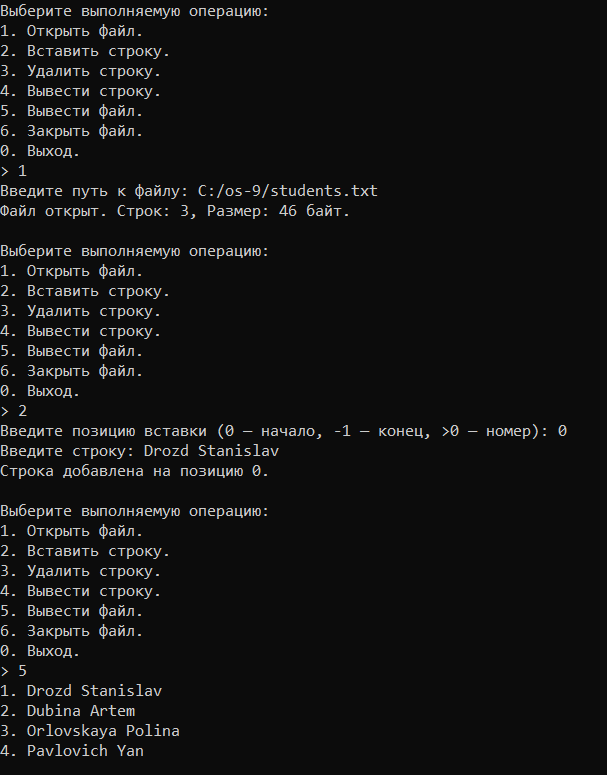 Выберите выполняемую операцию:
1. Открыть файл.
2. Вставить строку.
3. Удалить строку.
4. Вывести строку.
5. Вывести файл.
6. Закрыть файл.
0. Выход.
> 1
Введите путь к файлу: C:/os-9/students.txt
Файл открыт. Строк: 3, Размер: 46 байт.

Выберите выполняемую операцию:
1. Открыть файл.
2. Вставить строку.
3. Удалить строку.
4. Вывести строку.
5. Вывести файл.
6. Закрыть файл.
0. Выход.
> 2
Введите позицию вставки (0 — начало, -1 — конец, >0 — номер): 0
Введите строку: Drozd Stanislav
Строка добавлена на позицию 0.

Выберите выполняемую операцию:
1. Открыть файл.
2. Вставить строку.
3. Удалить строку.
4. Вывести строку.
5. Вывести файл.
6. Закрыть файл.
0. Выход.
> 5
1. Drozd Stanislav
2. Dubina Artem
3. Orlovskaya Polina
4. Pavlovich Yan